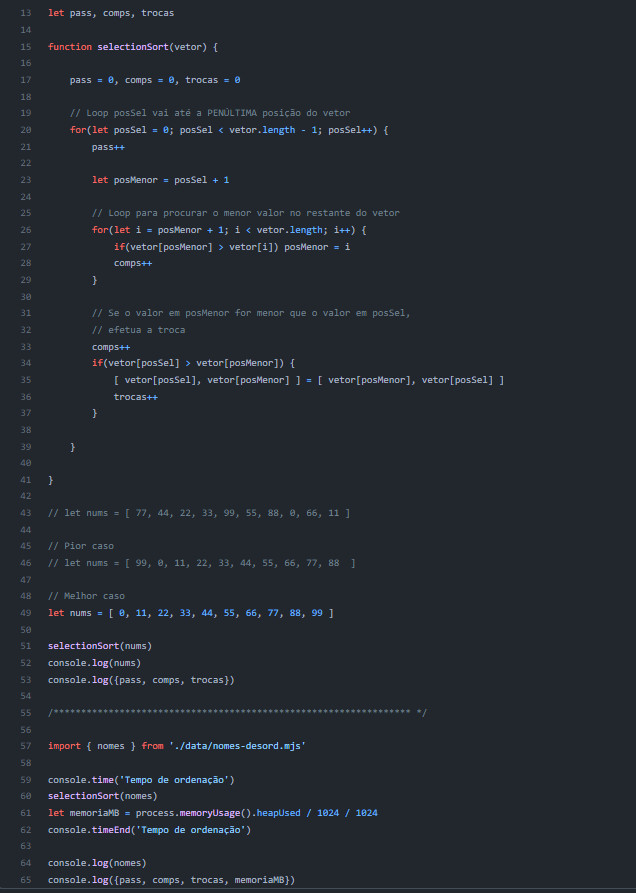 13 let pass, comps, trocas
14
15 function selectionSort(vetor) {
16
17     pass = 0, comps = 0, trocas = 0
18
19     // Loop posSel vai até a PENÚLTIMA posição do vetor
20     for(let posSel = 0; posSel < vetor.length - 1; posSel++) {
21         pass++
22
23         let posMenor = posSel + 1
24
25         // Loop para procurar o menor valor no restante do vetor
26         for(let i = posMenor + 1; i < vetor.length; i++) {
27             if(vetor[posMenor] > vetor[i]) posMenor = i
28             comps++
29         }
30
31         // Se o valor em posMenor for menor que o valor em posSel,
32         // efetua a troca
33         comps++
34         if(vetor[posSel] > vetor[posMenor]) {
35             [ vetor[posSel], vetor[posMenor] ] = [ vetor[posMenor], vetor[posSel] ]
36             trocas++
37         }
38
39     }
40
41 }
42
43 // let nums = [ 77, 44, 22, 33, 99, 55, 88, 0, 66, 11 ]
44
45 // Pior caso
46 // let nums = [ 99, 0, 11, 22, 33, 44, 55, 66, 77, 88  ]
47
48 // Melhor caso
49 let nums = [ 0, 11, 22, 33, 44, 55, 66, 77, 88, 99 ]
50
51 selectionSort(nums)
52 console.log(nums)
53 console.log({pass, comps, trocas})
54
55 /***************************************************************** */
56
57 import { nomes } from './data/nomes-desord.mjs'
58
59 console.time('Tempo de ordenação')
60 selectionSort(nomes)
61 let memoriaMB = process.memoryUsage().heapUsed / 1024 / 1024
62 console.timeEnd('Tempo de ordenação')
63
64 console.log(nomes)
65 console.log({pass, comps, trocas, memoriaMB})